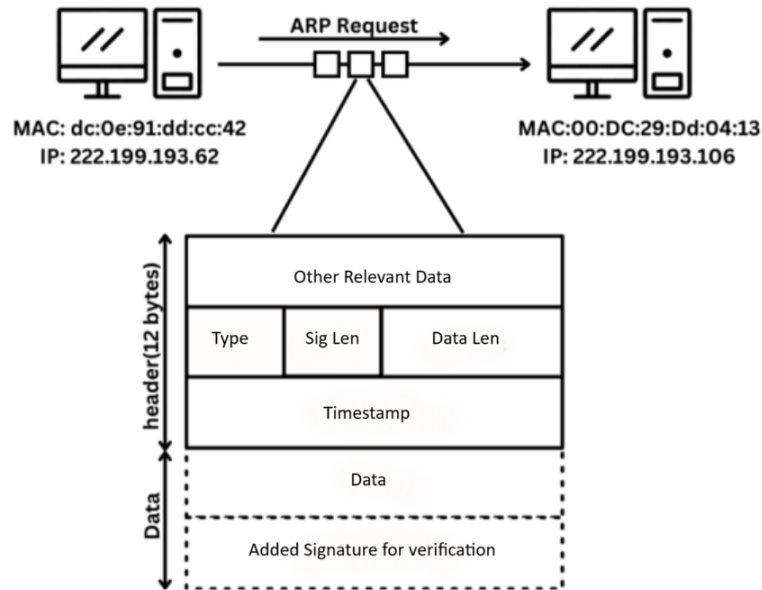 ARP Request
MAC: dc:0e:91:dd:cc:42
IP: 222.199.193.62
MAC:00:DC:29:Dd:04:13
IP: 222.199.193.106
header(12 bytes)
Other Relevant Data
Type
Sig Len
Data Len
Timestamp
Data
Data
Added Signature for verification